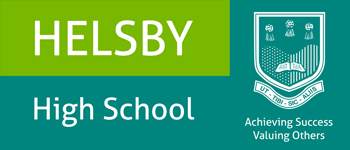 HELSBY
High School
UT - TIBI - SIC - ALIIS
Achieving Success
Valuing Others